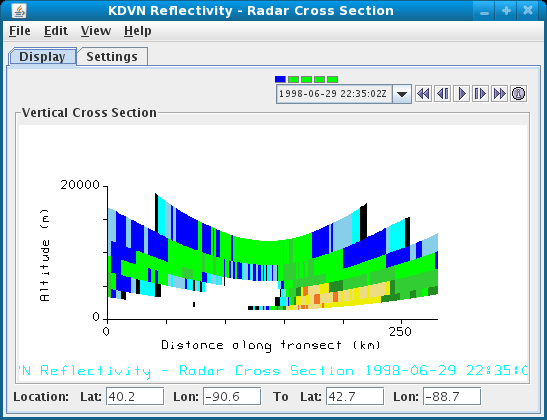 KDVN Reflectivity - Radar Cross Section
File Edit View Help
Display Settings
1998-06-29 22:35:02Z
Vertical Cross Section
20000
Altitude (m)
0
0 250
Distance along transect (km)
'N Reflectivity - Radar Cross Section 1998-06-29 22:35:0
Location: Lat: 40.2 Lon: -90.6 To Lat: 42.7 Lon: -88.7